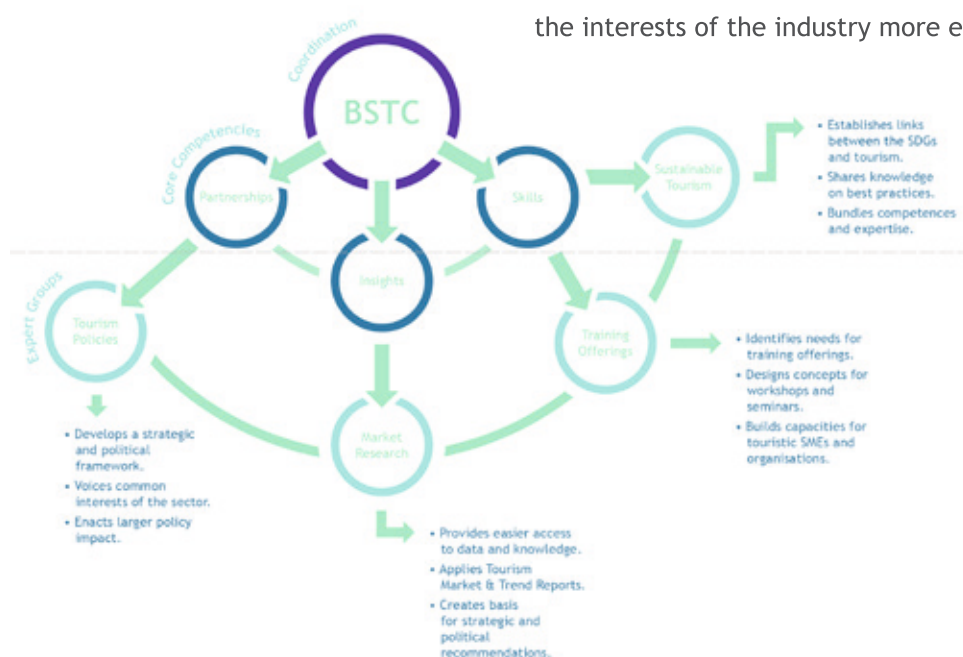 the interests of the industry more e
Coordination
BSTC
Core Competencies
Partnerships
Skills
Sustainable
Tourism
• Establishes links
between the SDGs
and tourism.
• Shares knowledge
on best practices.
• Bundles competences
and expertise.
Insights
Expert Groups
Tourism
Policies
Training
Offerings
• Identifies needs for
training offerings.
• Designs concepts for
workshops and
seminars.
• Builds capacities for
touristic SMEs and
organisations.
Market
Research
• Develops a strategic
and political
framework.
• Voices common
interests of the sector.
• Enacts larger policy
impact.
• Provides easier access
to data and knowledge.
• Applies Tourism
Market & Trend Reports.
• Creates basis
for strategic and
political
recommendations.